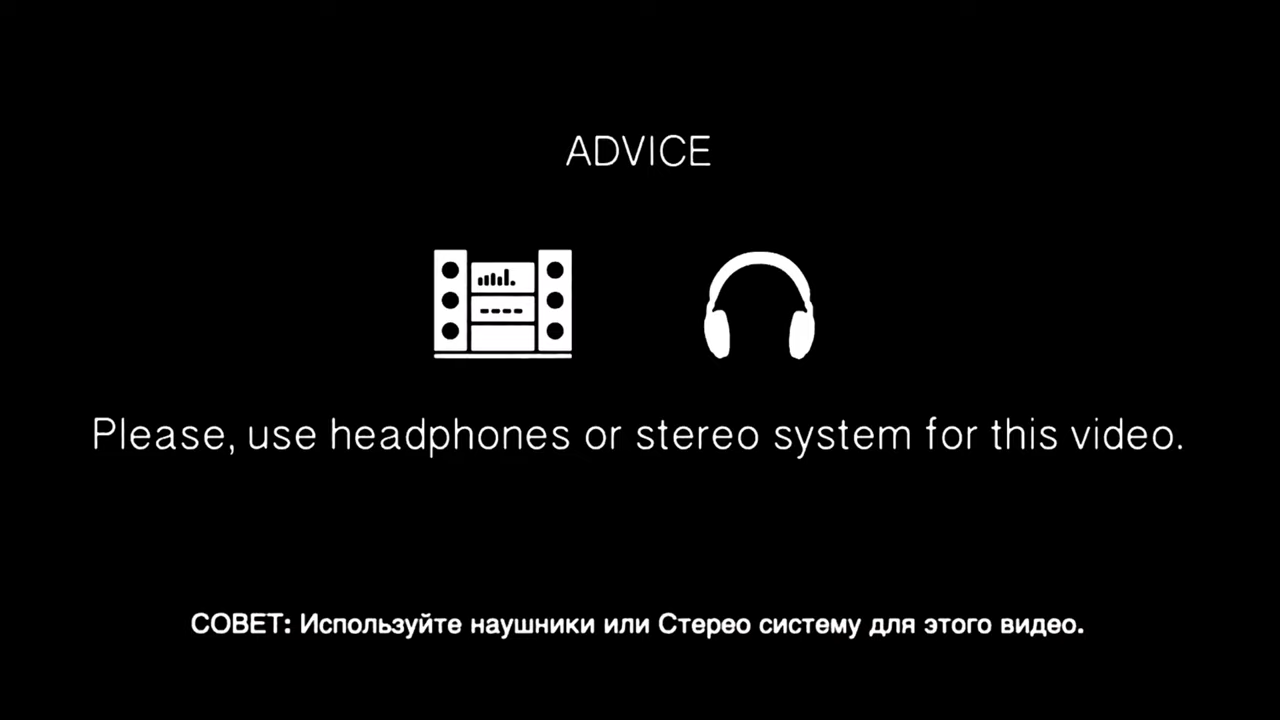 ADVICE
Please, use headphones or stereo system for this video.
СОВЕТ: Используйте наушники или Стерео систему для этого видео.